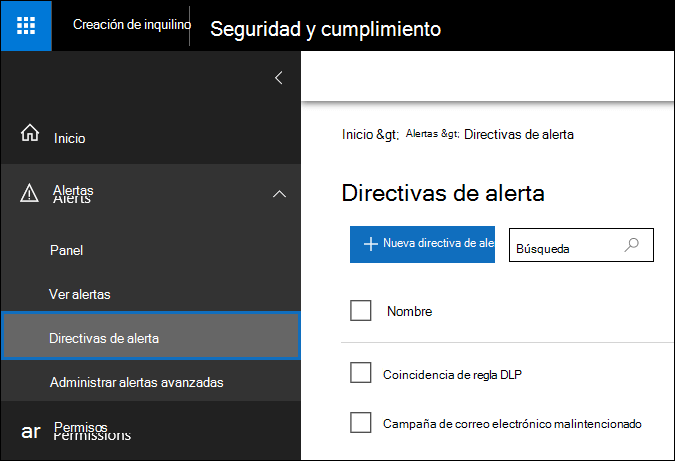 Creación de inquilino
Seguridad y cumplimiento
Inicio
Alertas
Alerts
Panel
Ver alertas
Directivas de alerta
Administrar alertas avanzadas
ar Permisos
Permissions
Inicio &gt; Alertas &gt; Directivas de alerta
Directivas de alerta
+ Nueva directiva de ale
Búsqueda
Nombre
Coincidencia de regla DLP
Campaña de correo electrónico malintencionado